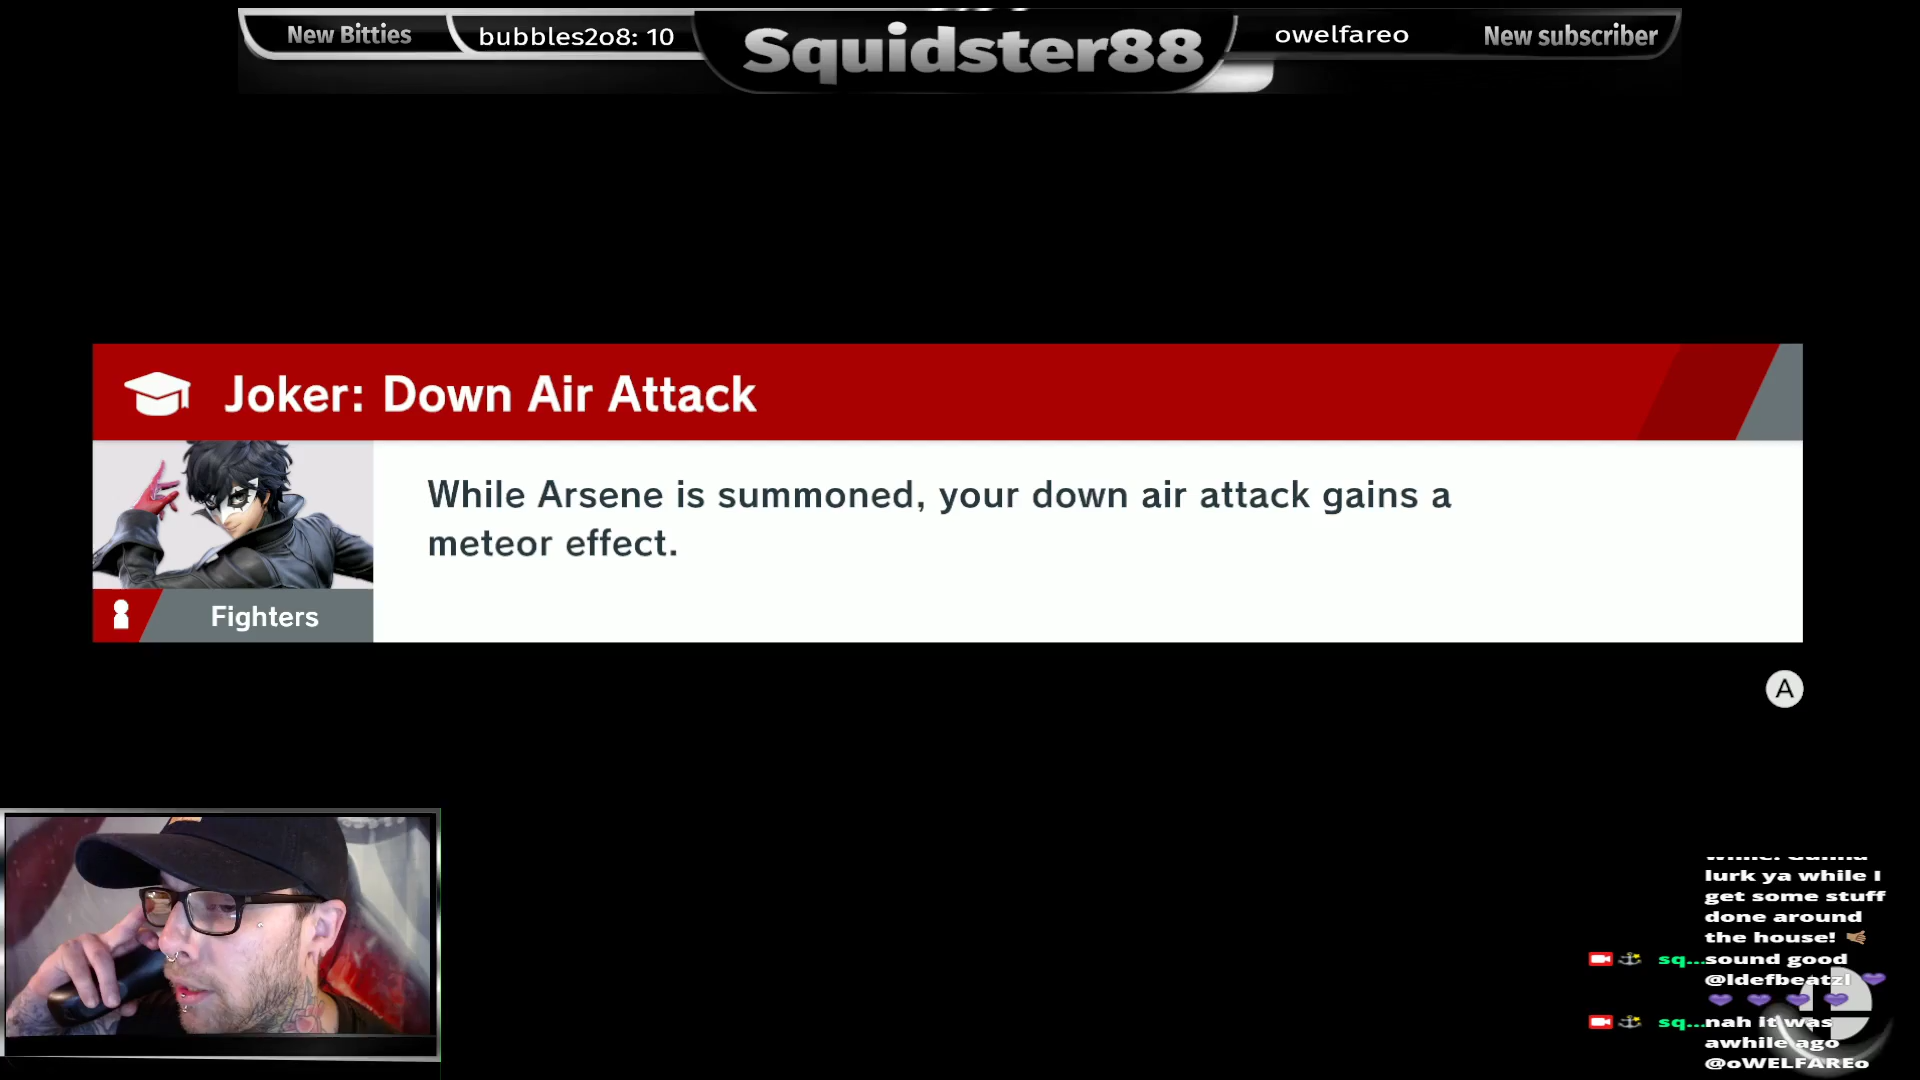 New Bitties
bubbles2o8: 10
Squidster88
owelfareo
New subscriber
Joker: Down Air Attack
While Arsene is summoned, your down air attack gains a
meteor effect.
Fighters
A
lurk ya while I
get some stuff
done around
the house!
sq...sound good
@ldefbeatzl
sq...nah it was
awhile ago
@oWELFAREo